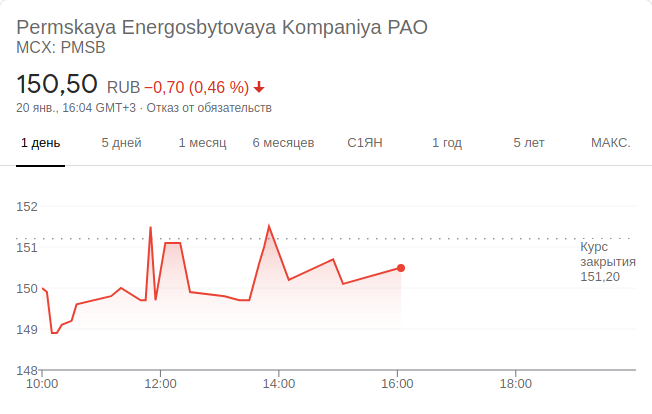 Permskaya Energosbytovaya Kompaniya PAO
MCX: PMSB
150,50 RUB −0,70 (0,46 %)
20 янв., 16:04 GMT+3 · Отказ от обязательств
1 день 5 дней 1 месяц 6 месяцев С1ЯН 1 год 5 лет МАКС.
152
151
150
149
148
Курс
закрытия
151,20
10:00 12:00 14:00 16:00 18:00